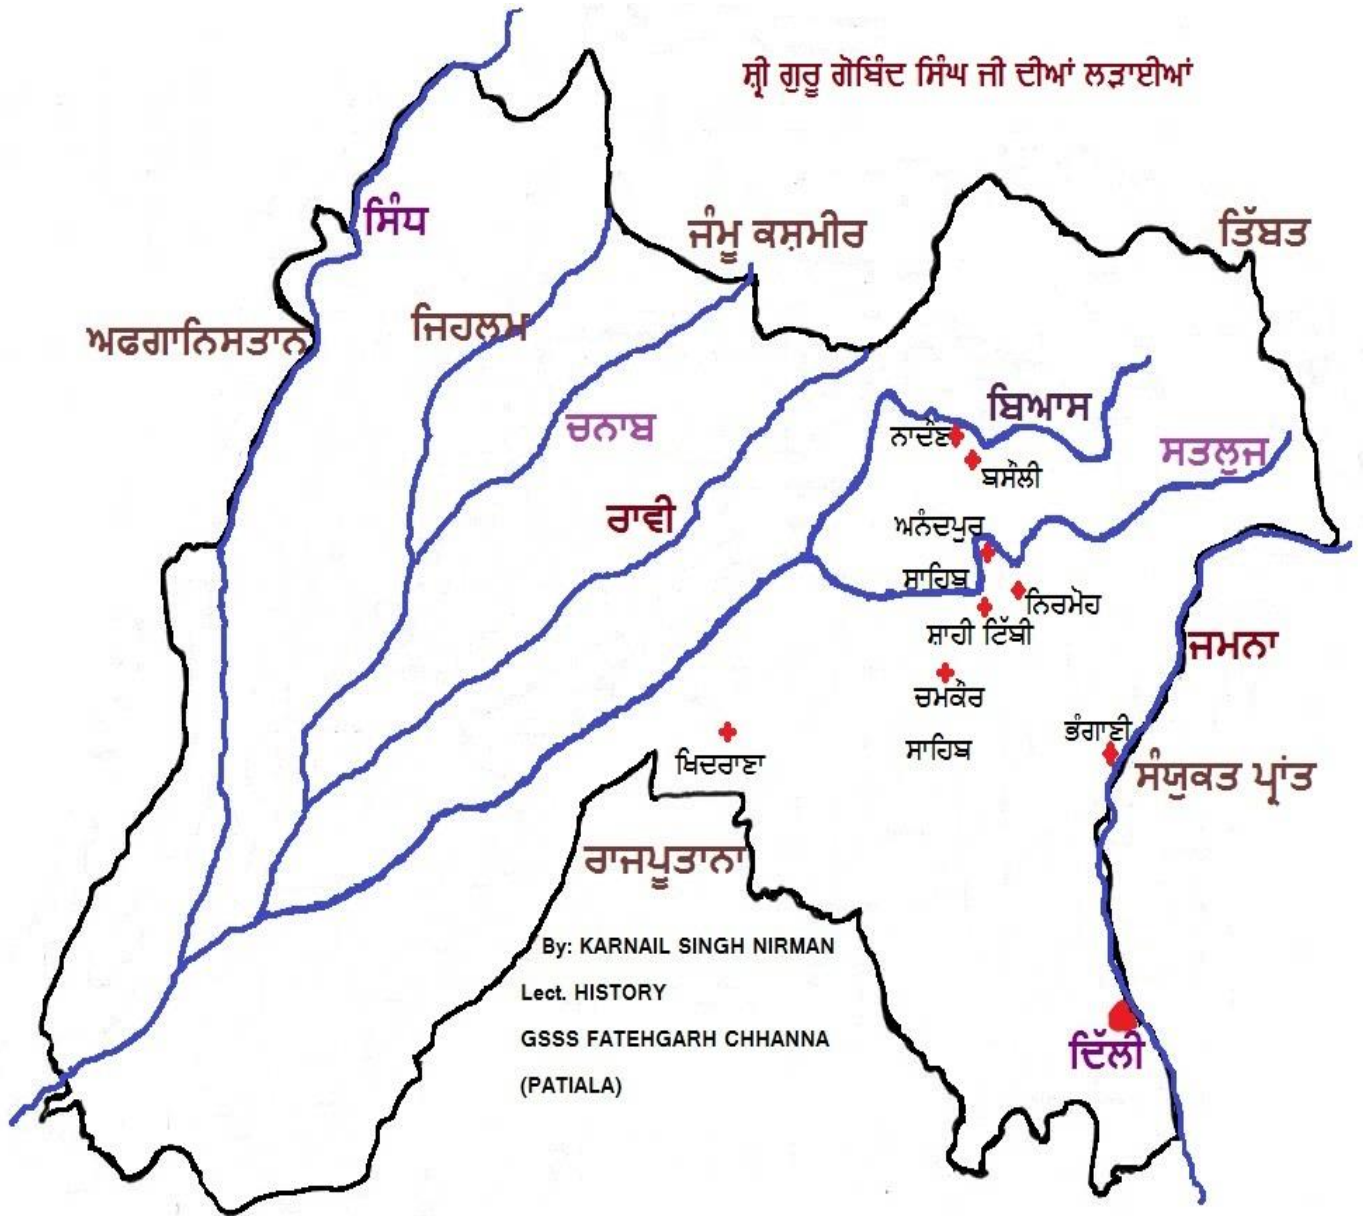 ਸ਼੍ਰੀ ਗੁਰੂ ਗੋਬਿੰਦ ਸਿੰਘ ਜੀ ਦੀਆਂ ਲੜਾਈਆਂ
ਸਿੰਧ
ਜੰਮੂ ਕਸ਼ਮੀਰ
ਤਿੱਬਤ
ਅਫਗਾਨਿਸਤਾਨ
ਜਿਹਲਮ
ਚਨਾਬ
ਬਿਆਸ
ਨਾਦੌਣ
ਬਸੌਲੀ
ਸਤਲੁਜ
ਰਾਵੀ
ਅਨੰਦਪੁਰ
ਸਾਹਿਬ
ਨਿਰਮੋਹ
ਸ਼ਾਹੀ ਟਿੱਬੀ
ਜਮਨਾ
ਚਮਕੌਰ
ਸਾਹਿਬ
ਭੰਗਾਣੀ
ਖਿਦਰਾਣਾ
ਸੰਯੁਕਤ ਪ੍ਰਾਂਤ
ਰਾਜਪੂਤਾਨਾ
By: KARNAIL SINGH NIRMAN
Lect. HISTORY
GSSS FATEHGARH CHHANNA
(PATIALA)
ਦਿੱਲੀ